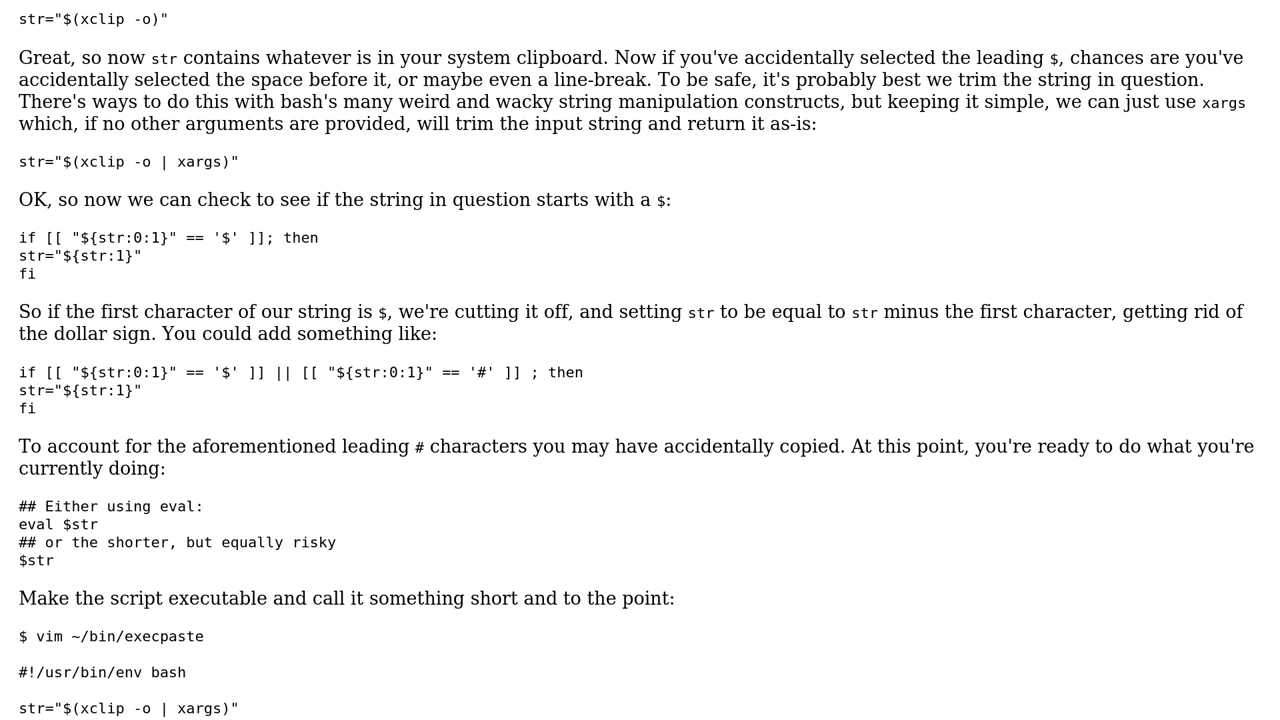 str="$(xclip -o)"
Great, so now str contains whatever is in your system clipboard. Now if you've accidentally selected the leading $, chances are you've
accidentally selected the space before it, or maybe even a line-break. To be safe, it's probably best we trim the string in question.
There's ways to do this with bash's many weird and wacky string manipulation constructs, but keeping it simple, we can just use xargs
which, if no other arguments are provided, will trim the input string and return it as-is:
str="$(xclip -o | xargs)"
OK, so now we can check to see if the string in question starts with a $:
if [[ "${str:0:1}" == '$' ]]; then
str="${str:1}"
fi
So if the first character of our string is $, we're cutting it off, and setting str to be equal to str minus the first character, getting rid of
the dollar sign. You could add something like:
if [[ "${str:0:1}" == '$' ]] || [[ "${str:0:1}" == '#' ]] ; then
str="${str:1}"
fi
To account for the aforementioned leading # characters you may have accidentally copied. At this point, you're ready to do what you're
currently doing:
## Either using eval:
eval $str
## or the shorter, but equally risky
$str
Make the script executable and call it something short and to the point:
$ vim ~/bin/execpaste
#!/usr/bin/env bash
str="$(xclip -o | xargs)"